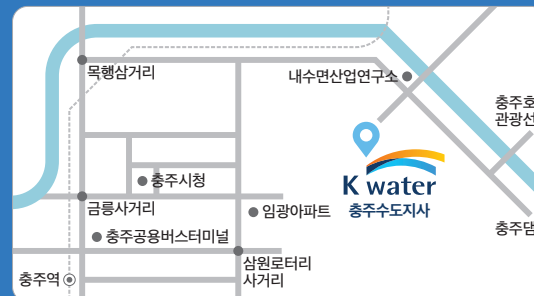 목행삼거리
내수면산업연구소
충주호
관광선
충주시청
K water
충주수도지사
금릉사거리
임광아파트
충주댐
충주공용버스터미널
삼원로터리
사거리
충주역